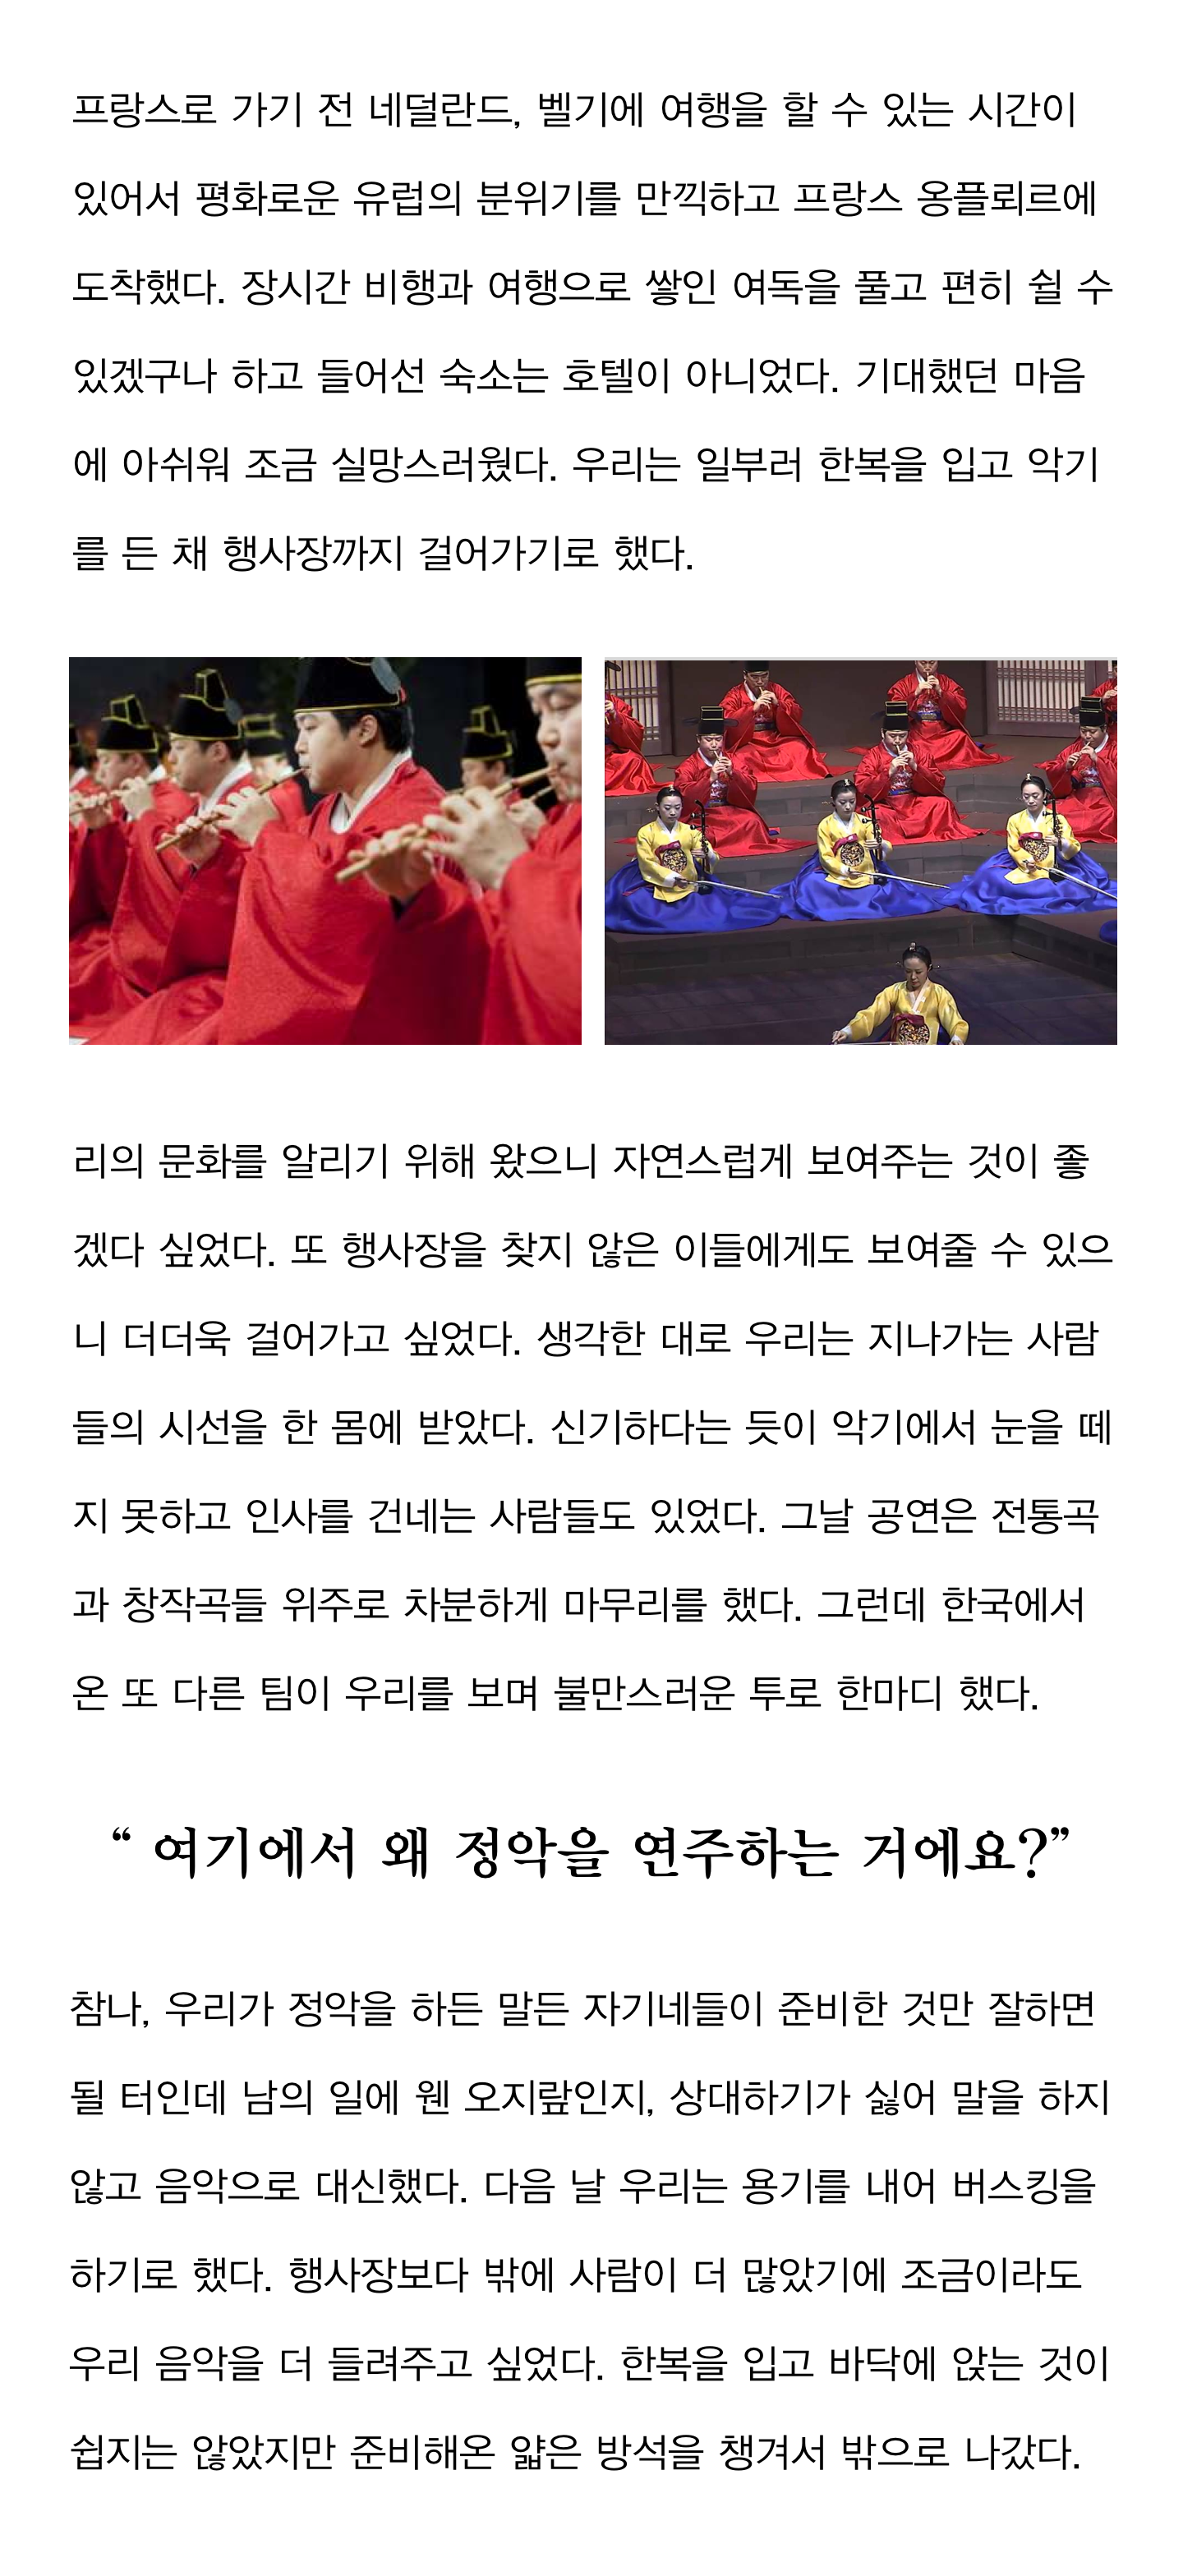 프랑스로 가기 전 네덜란드, 벨기에 여행을 할 수 있는 시간이
있어서 평화로운 유럽의 분위기를 만끽하고 프랑스 옹플뢰르에
도착했다. 장시간 비행과 여행으로 쌓인 여독을 풀고 편히 쉴 수
있겠구나 하고 들어선 숙소는 호텔이 아니었다. 기대했던 마음
에 아쉬워 조금 실망스러웠다. 우리는 일부러 한복을 입고 악기
를 든 채 행사장까지 걸어가기로 했다.
리의 문화를 알리기 위해 왔으니 자연스럽게 보여주는 것이 좋
겠다 싶었다. 또 행사장을 찾지 않은 이들에게도 보여줄 수 있으
니 더더욱 걸어가고 싶었다. 생각한 대로 우리는 지나가는 사람
들의 시선을 한 몸에 받았다. 신기하다는 듯이 악기에서 눈을 떼
지 못하고 인사를 건네는 사람들도 있었다. 그날 공연은 전통곡
과 창작곡들 위주로 차분하게 마무리를 했다. 그런데 한국에서
온 또 다른 팀이 우리를 보며 불만스러운 투로 한마디 했다.
“ 여기에서 왜 정악을 연주하는 거에요?”
참나, 우리가 정악을 하든 말든 자기네들이 준비한 것만 잘하면
될 터인데 남의 일에 웬 오지랖인지, 상대하기가 싫어 말을 하지
않고 음악으로 대신했다. 다음 날 우리는 용기를 내어 버스킹을
하기로 했다. 행사장보다 밖에 사람이 더 많았기에 조금이라도
우리 음악을 더 들려주고 싶었다. 한복을 입고 바닥에 앉는 것이
쉽지는 않았지만 준비해온 얇은 방석을 챙겨서 밖으로 나갔다.